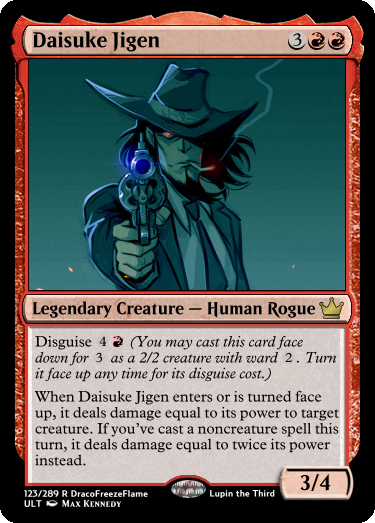 Daisuke Jigen 3
Legendary Creature — Human Rogue
Disguise 4 (You may cast this card face
down for 3 as a 2/2 creature with ward 2. Turn
it face up any time for its disguise cost.)
When Daisuke Jigen enters or is turned face
up, it deals damage equal to its power to target
creature. If you've cast a noncreature spell this
turn, it deals damage equal to twice its power
instead.
3/4
123/289 R DracoFreezeFlame Lupin the Third
ULT Max Kennedy